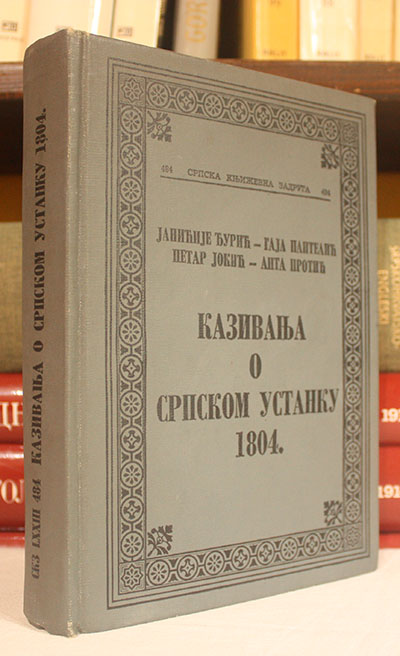 484 СРПСКА КЊИЖЕВНА ЗАДРУГА 484
ЈАНИЋИЈЕ ЂУРИЋ — ГАЈА ПАНТЕЛИЋ
ПЕТАР ЈОКИЋ — АНТА ПРОТИЋ
КАЗИВАЊА
О
СРПСКОМ УСТАНКУ
1804.
СКЗ LXXIII 484 КАЗИВАЊА О СРПСКОМ УСТАНКУ 1804.